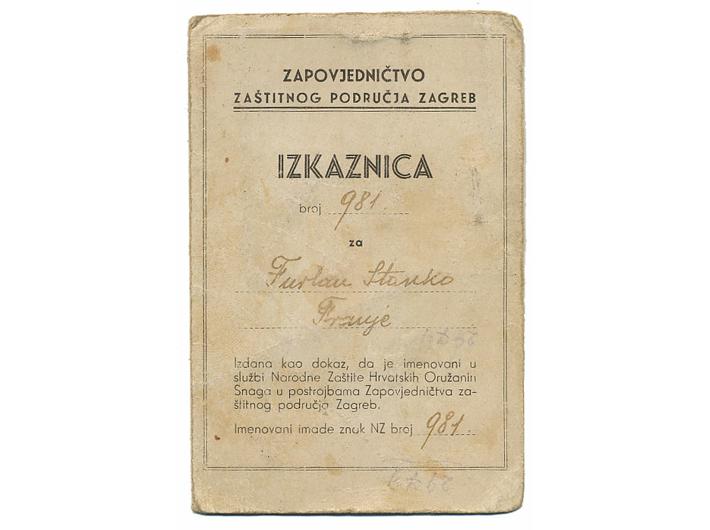 ZAPOVJEDNIČTVO
ZAŠTITNOG PODRUČJA ZAGREB
IZKAZNICA
broj 981.
za
Furlan Stanko
Franje
Izdana kao dokaz, da je imenovani u
službi Narodne Zaštite Hrvatskih Oružanih
Snaga u postrojbama Zapovjedničtva za-
štitnog područja Zagreb.
Imenovani imade znak NZ broj 981.